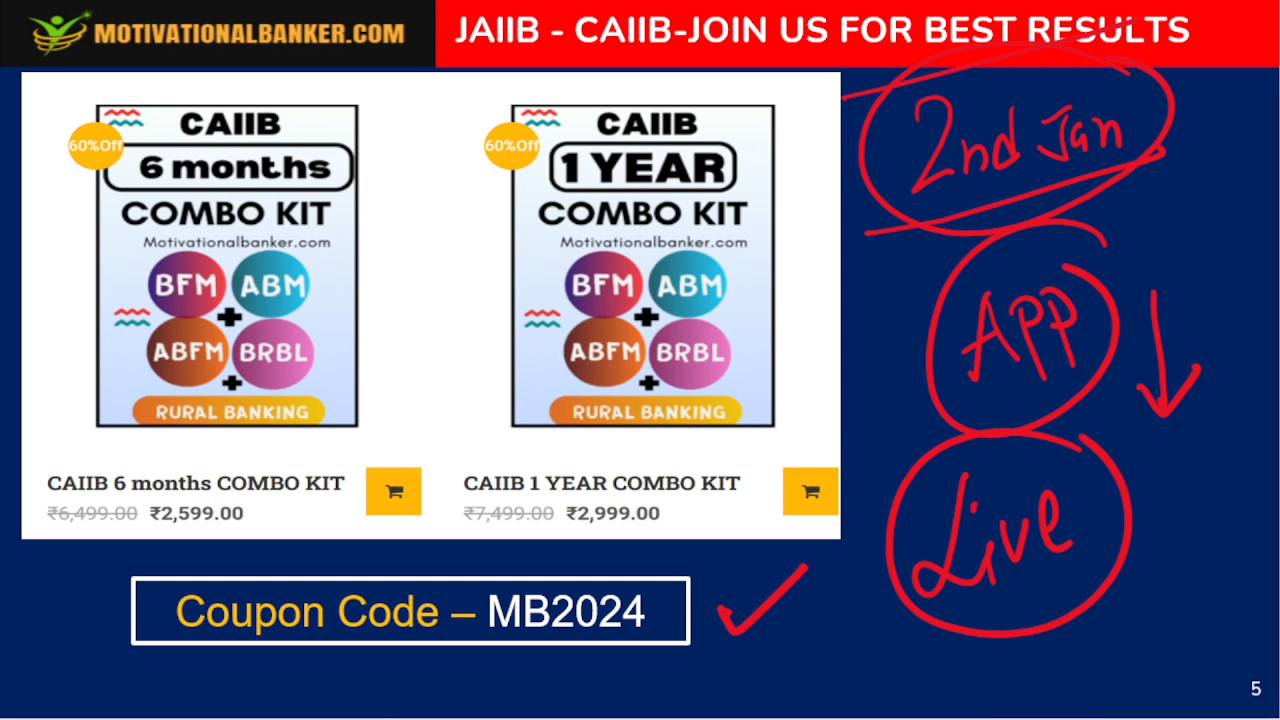 MOTIVATIONALBANKER.COM
JAIIB - CAIIB-JOIN US FOR BEST RESULTS
60%Off
CAIIB
6 months
COMBO KIT
Motivationalbanker.com
BFM ABM
+
ABFM BRBL
+
RURAL BANKING
CAIIB 6 months COMBO KIT
₹6,499.00 ₹2,599.00
60%Off
CAIIB
1 YEAR
COMBO KIT
Motivationalbanker.com
BFM ABM
+
ABFM BRBL
+
RURAL BANKING
CAIIB 1 YEAR COMBO KIT
₹7,499.00 ₹2,999.00
2nd Jan
App
Live
Coupon Code – MB2024
5